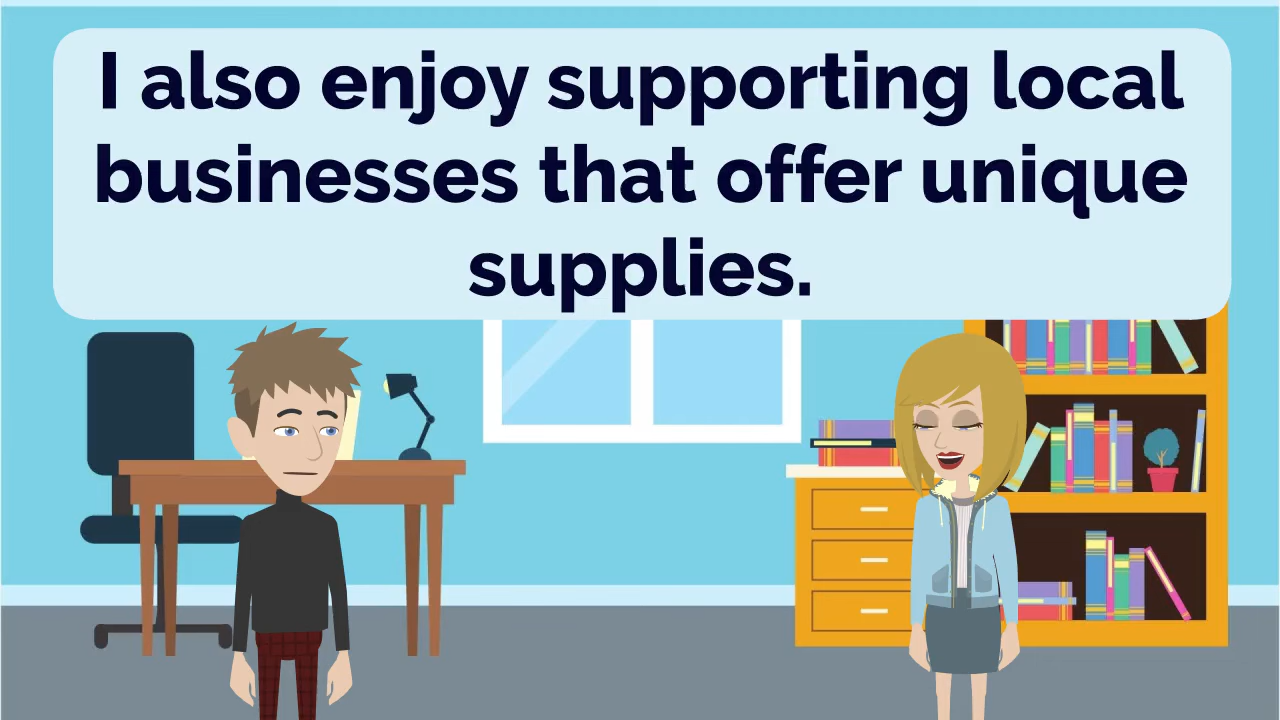 I also enjoy supporting local
businesses that offer unique
supplies.